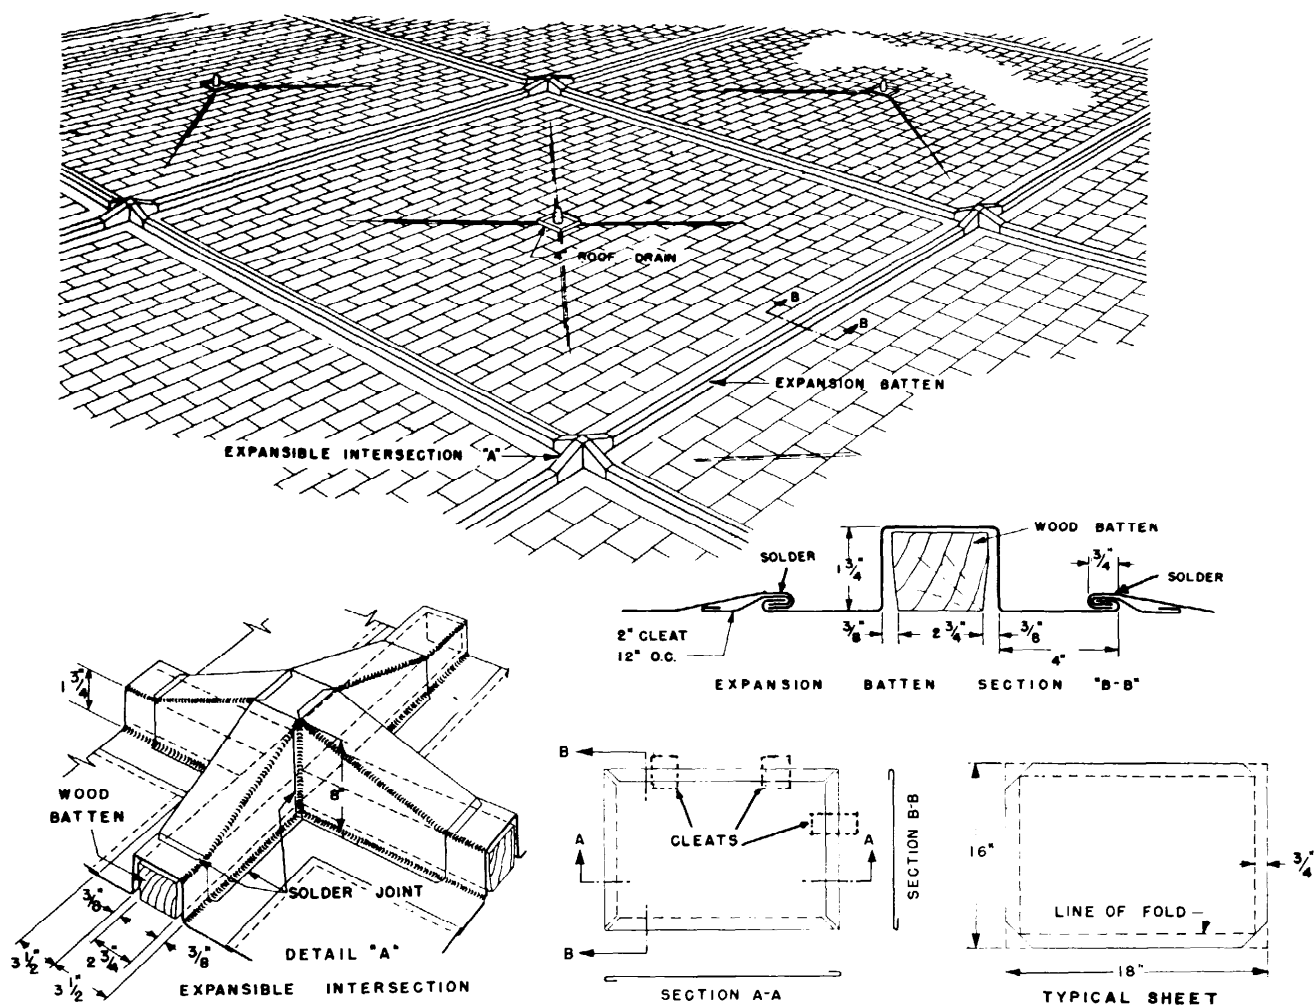 4" ROOF DRAIN
B
B
EXPANSION BATTEN
EXPANSIBLE INTERSECTION "A"
WOOD BATTEN
SOLDER
1 3/4"
3/4"
SOLDER
2" CLEAT
12" O.C.
3/8"
2 3/4"
3/8"
4"
EXPANSION BATTEN SECTION "B-B"
1 3/4"
8"
WOOD
BATTEN
SOLDER JOINT
3/8"
3 1/2"
2 3/4"
3/8"
3 1/2"
DETAIL "A"
EXPANSIBLE INTERSECTION
B
CLEATS
A
A
B
SECTION B-B
SECTION A-A
16"
3/4"
LINE OF FOLD
18"
TYPICAL SHEET